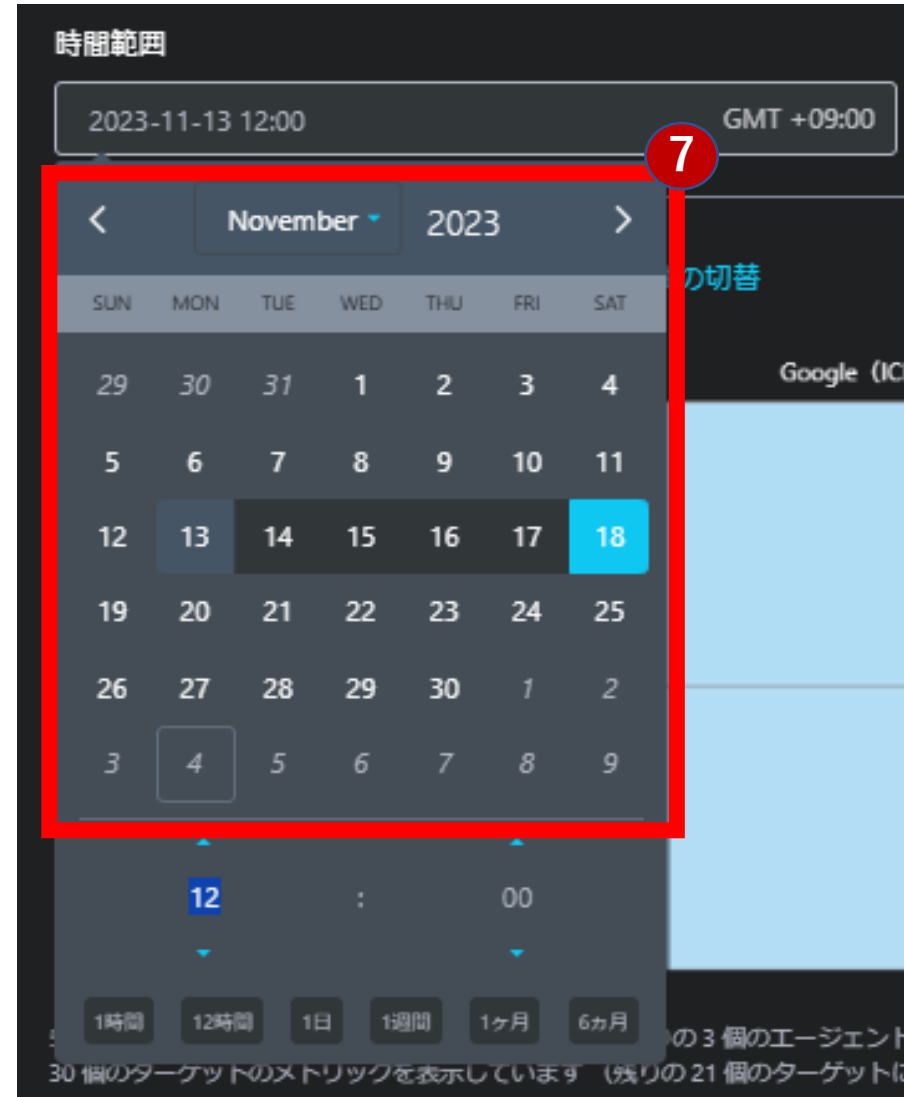 時間範囲
2023-11-13 12:00 GMT +09:00
7
November 2023
の切替
SUN MON TUE WED THU FRI SAT
Google（IC
29 30 31 1 2 3 4
5 6 7 8 9 10 11
12 13 14 15 16 17 18
19 20 21 22 23 24 25
26 27 28 29 30 1 2
3 4 5 6 7 8 9
12 : 00
1時間 12時間 1日 1週間 1ヶ月 6カ月
の 3 個のエージェント
30 個のターゲットのメトリックを表示しています（残りの 21 個のターゲットに